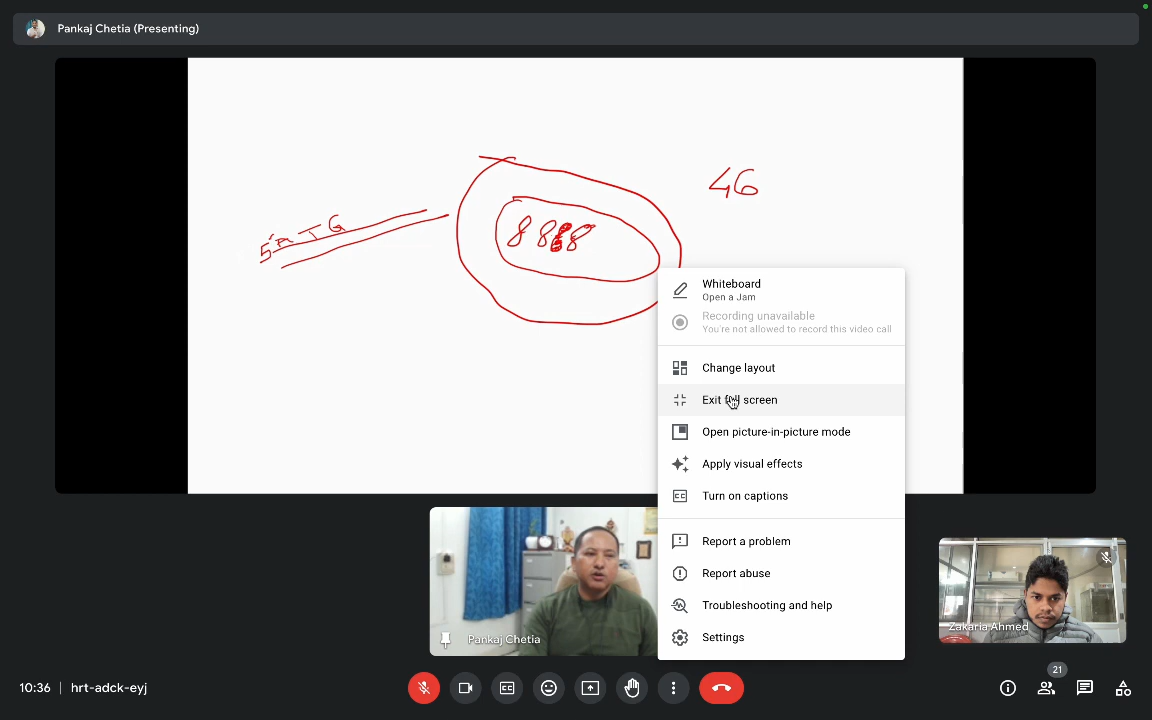 Pankaj Chetia (Presenting)
46
8888
Whiteboard
Open a Jam
Recording unavailable
You're not allowed to record this video call
Change layout
Exit full screen
Open picture-in-picture mode
Apply visual effects
Turn on captions
Report a problem
Report abuse
Troubleshooting and help
Settings
Pankaj Chetia
Zakaria Ahmed
10:36 | hrt-adck-eyj
21